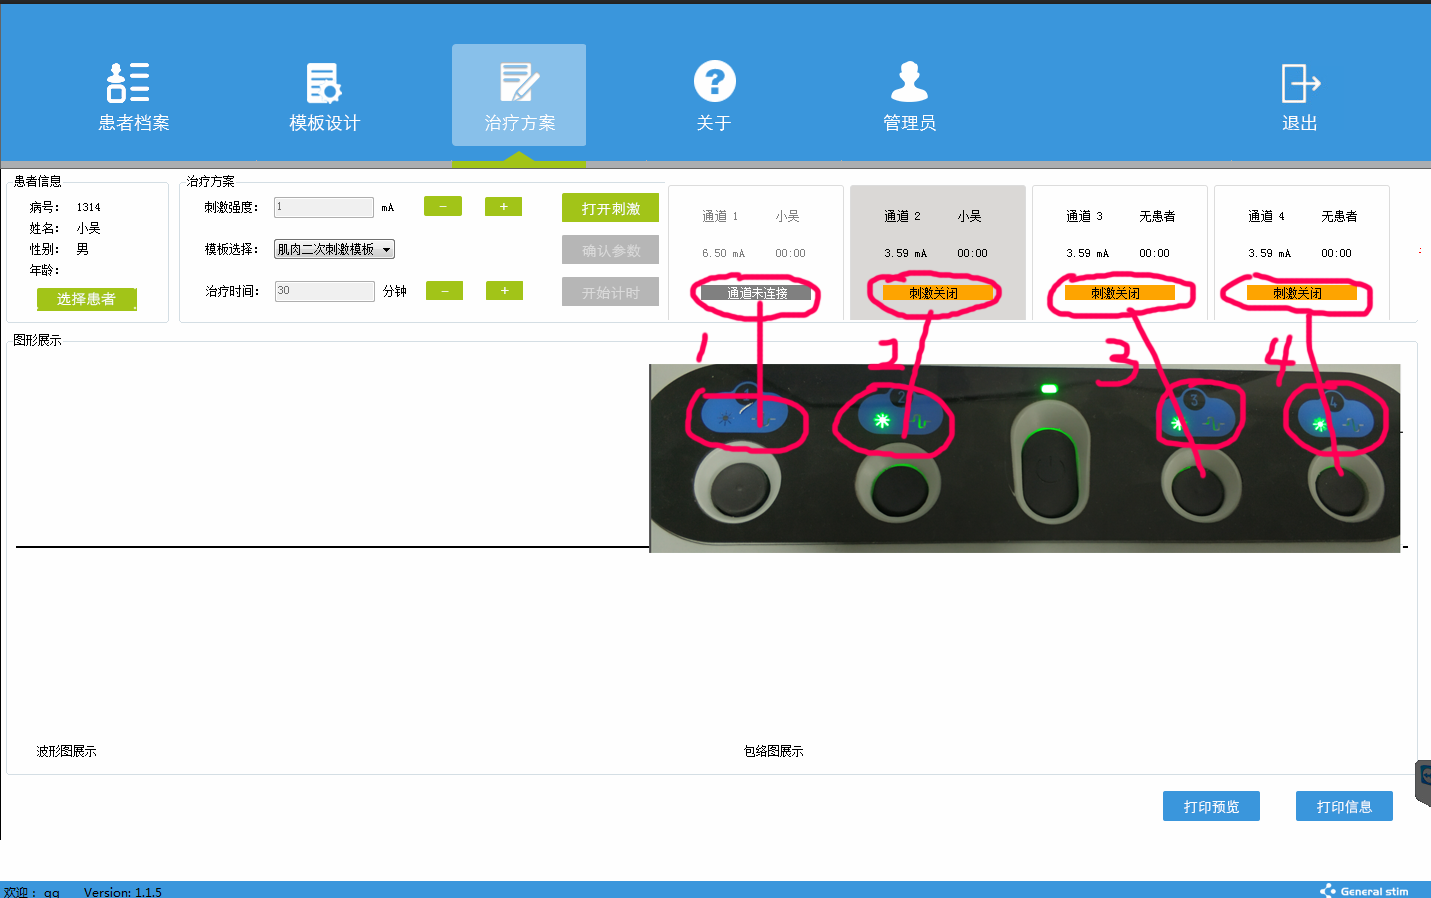 患者档案
模板设计
治疗方案
?
关于
管理员
退出
患者信息
病号： 1314
姓名： 小吴
性别： 男
年龄：
选择患者
治疗方案
刺激强度： 1 mA - +
打开刺激
模板选择： 肌肉二次刺激模板
确认参数
治疗时间： 30 分钟 - +
开始计时
通道 1 小吴
6.50 mA 00:00
通道未连接
通道 2 小吴
3.59 mA 00:00
刺激关闭
通道 3 无患者
3.59 mA 00:00
刺激关闭
通道 4 无患者
3.59 mA 00:00
刺激关闭
图形展示
1 2 3 4
1 2 3 4
波形图展示
包络图展示
打印预览
打印信息
欢迎： qq Version: 1.1.5
General stim